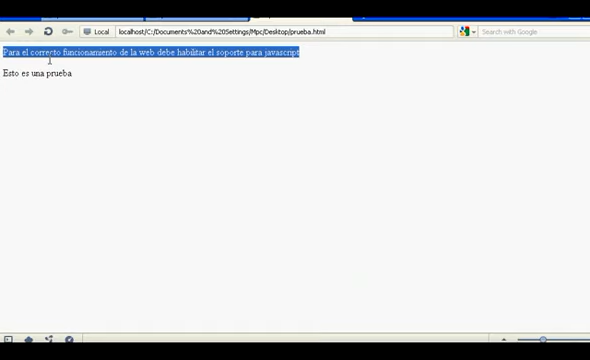 Local localhost/C:/Documents%20and%20Settings/Mpc/Desktop/prueba.html Search with Google
Para el correcto funcionamiento de la web debe habilitar el soporte para javascript
Esto es una prueba